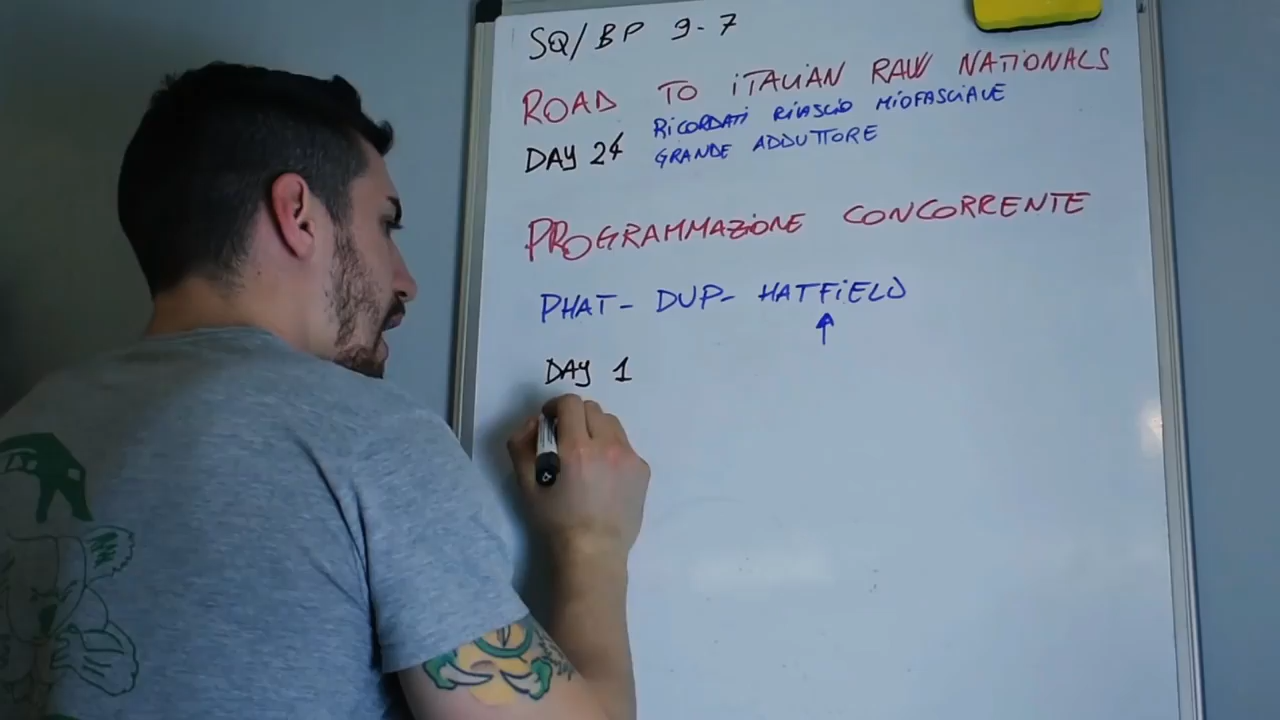 SQ/BP 9-7
ROAD TO iTALiAN RAW NATIONALS
RiCORDATi RiLASCiO MiOFASCiALE
DAY 24 GRANDE ADDUTTORE
PROGRAMMAZiONE CONCORRENTE
PHAT- DUP- HATFiELD
DAY 1